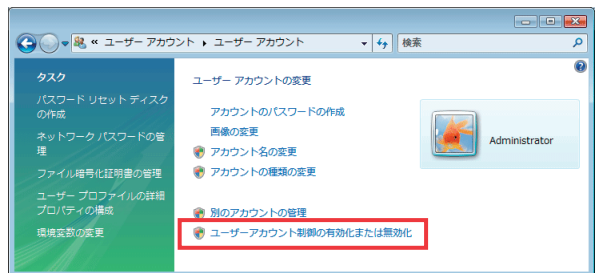 « ユーザー アカウント ▸ ユーザー アカウント
検索
タスク
パスワード リセット ディスク
の作成
ネットワーク パスワードの管
理
ファイル暗号化証明書の管理
ユーザー プロファイルの詳細
プロパティの構成
環境変数の変更
ユーザー アカウントの変更
アカウントのパスワードの作成
画像の変更
アカウント名の変更
アカウントの種類の変更
別のアカウントの管理
ユーザーアカウント制御の有効化または無効化
Administrator